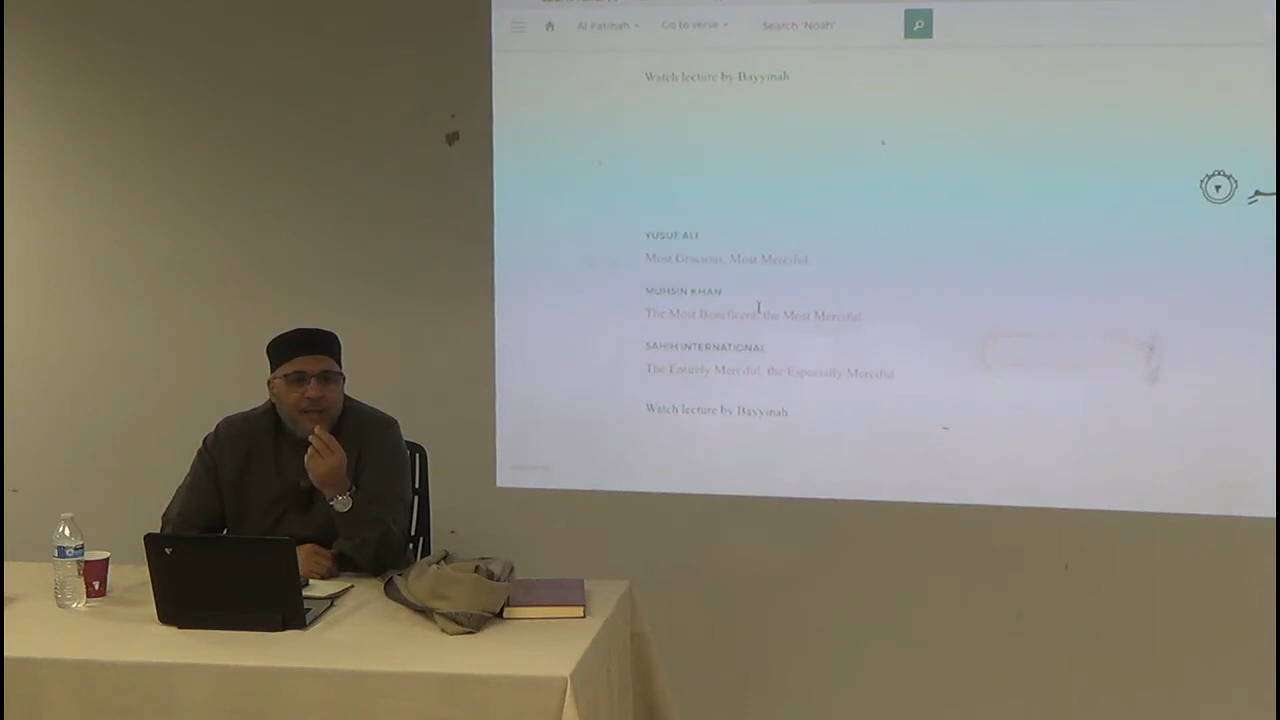 Al Fatihah Go to verse Search "Noah"
Watch lecture by Bayyinah
٣
YUSUF ALI
Most Gracious, Most Merciful.
MUHSIN KHAN
The Most Beneficent, the Most Merciful.
SAHIH INTERNATIONAL
The Entirely Merciful, the Especially Merciful
Watch lecture by Bayyinah